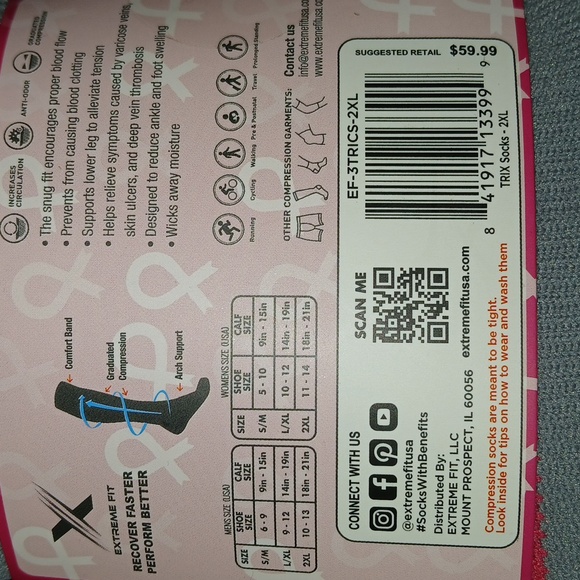 EXTREME FIT
RECOVER FASTER
PERFORM BETTER
Comfort Band
Graduated
Compression
Arch Support
INCREASES
CIRCULATION
ANTI-ODOR
GRADUATED
COMPRESSION
• The snug fit encourages proper blood flow
• Prevents from causing blood clotting
• Supports lower leg to alleviate tension
• Helps relieve symptoms caused by varicose veins,
skin ulcers, and deep vein thrombosis
• Designed to reduce ankle and foot swelling
• Wicks away moisture
MEN'S SIZE (USA)
SIZE SHOE SIZE CALF SIZE
S/M 6 - 9 9in - 15in
L/XL 9 - 12 14in - 19in
2XL 10 - 13 18in - 21in
WOMEN'S SIZE (USA)
SIZE SHOE SIZE CALF SIZE
S/M 5 - 10 9in - 15in
L/XL 10 - 12 14in - 19in
2XL 11 - 14 18in - 21in
Running Cycling Walking Pre & Postnatal Travel Prolonged Standing
OTHER COMPRESSION GARMENTS:
Contact us
info@extremefitusa.co
www.extremefitusa.c
CONNECT WITH US
@extremefitusa
#SocksWithBenefits
Distributed By:
EXTREME FIT, LLC
MOUNT PROSPECT, IL 60056
extremefitusa.com
SCAN ME
Compression socks are meant to be tight.
Look inside for tips on how to wear and wash them
SUGGESTED RETAIL $59.99
EF-3TRICS-2XL
8 41917 13399 9
TRIX Socks - 2XL